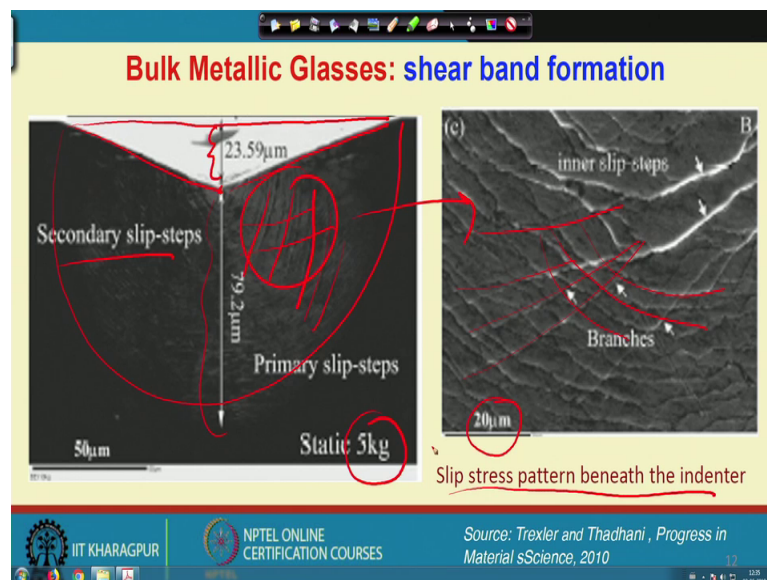 Bulk Metallic Glasses: shear band formation
23.59μm
Secondary slip-steps
79.2μm
Primary slip-steps
50μm
Static 5kg
(c)
B
inner slip-steps
Branches
20μm
Slip stress pattern beneath the indenter
IIT KHARAGPUR
NPTEL ONLINE
CERTIFICATION COURSES
Source: Trexler and Thadhani , Progress in
Material sScience, 2010
12
12:35